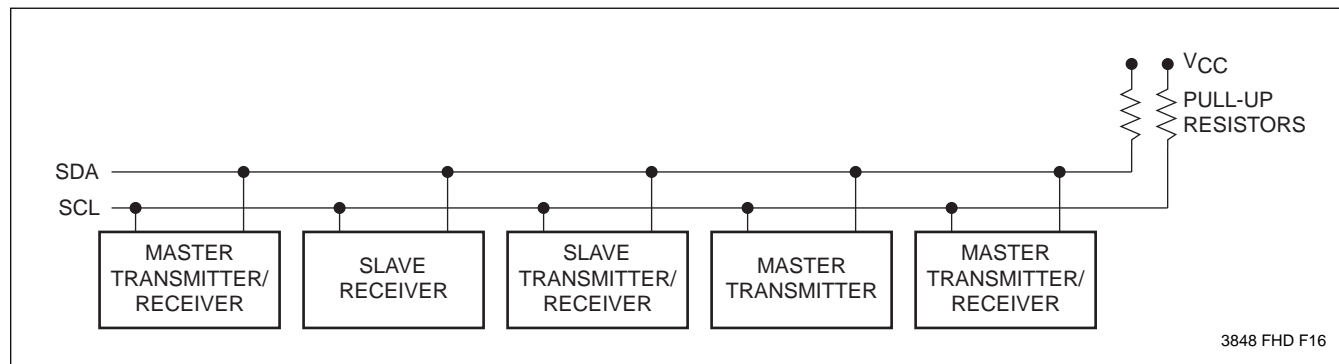 VCC
PULL-UP
RESISTORS
SDA
SCL
MASTER
TRANSMITTER/
RECEIVER
SLAVE
RECEIVER
SLAVE
TRANSMITTER/
RECEIVER
MASTER
TRANSMITTER
MASTER
TRANSMITTER/
RECEIVER
3848 FHD F16